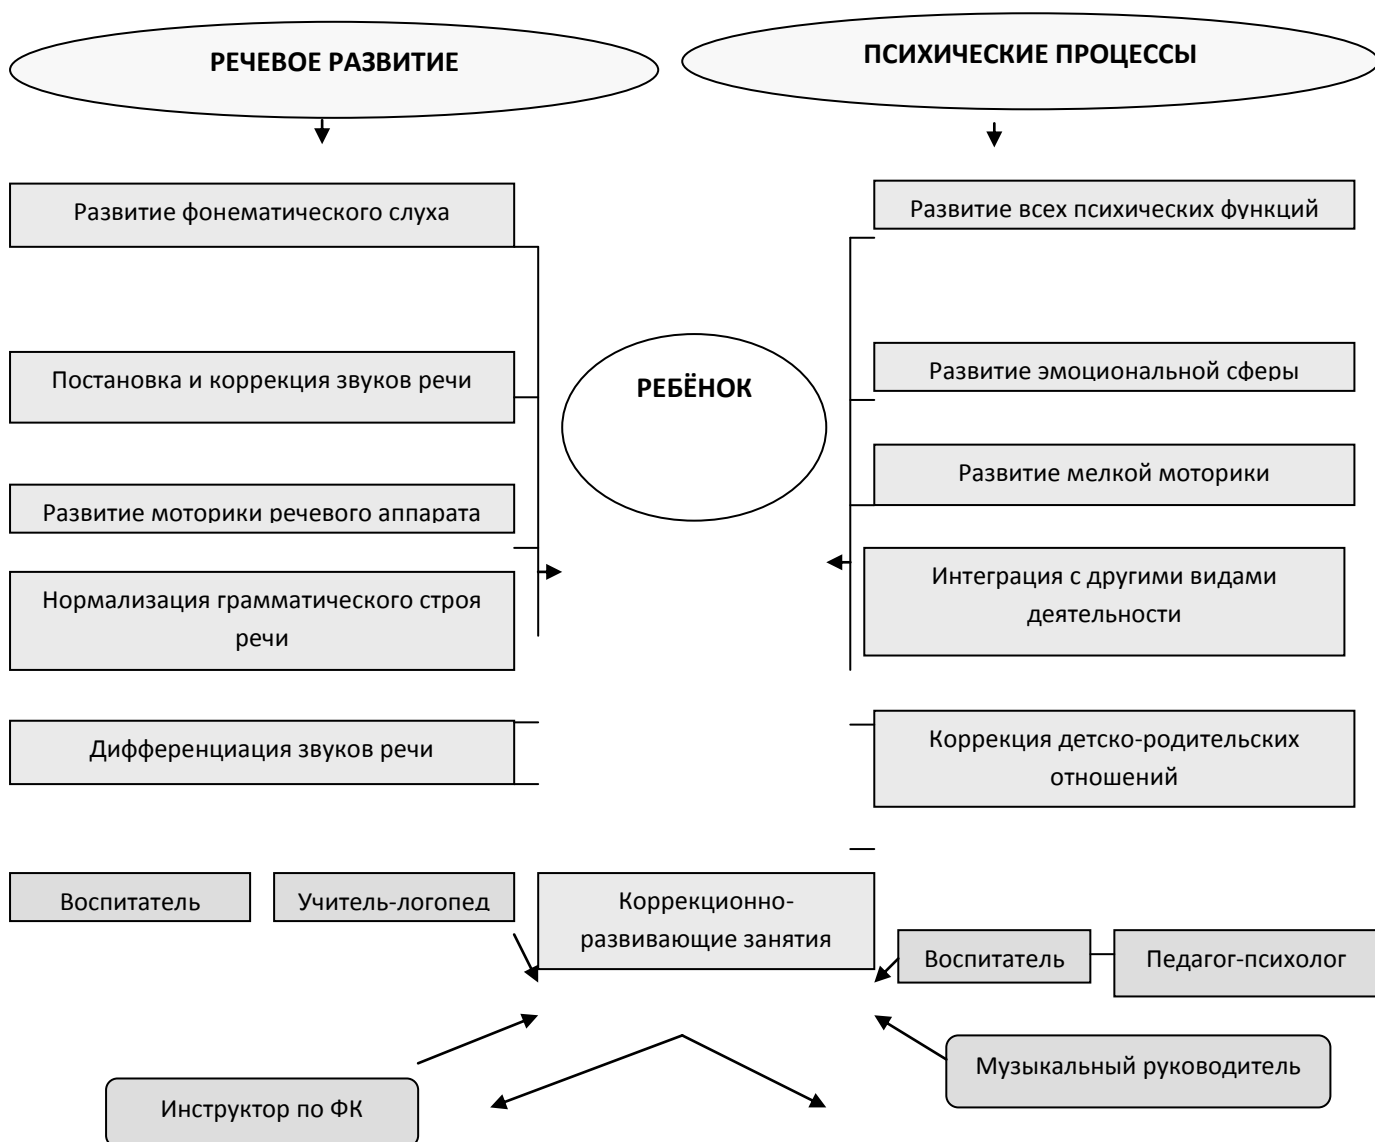 РЕЧЕВОЕ РАЗВИТИЕ
ПСИХИЧЕСКИЕ ПРОЦЕССЫ
Развитие фонематического слуха
Развитие всех психических функций
Постановка и коррекция звуков речи
РЕБЁНОК
Развитие эмоциональной сферы
Развитие мелкой моторики
Развитие моторики речевого аппарата
Нормализация грамматического строя
речи
Интеграция с другими видами
деятельности
Дифференциация звуков речи
Коррекция детско-родительских
отношений
Воспитатель
Учитель-логопед
Коррекционно-
развивающие занятия
Воспитатель
Педагог-психолог
Музыкальный руководитель
Инструктор по ФК